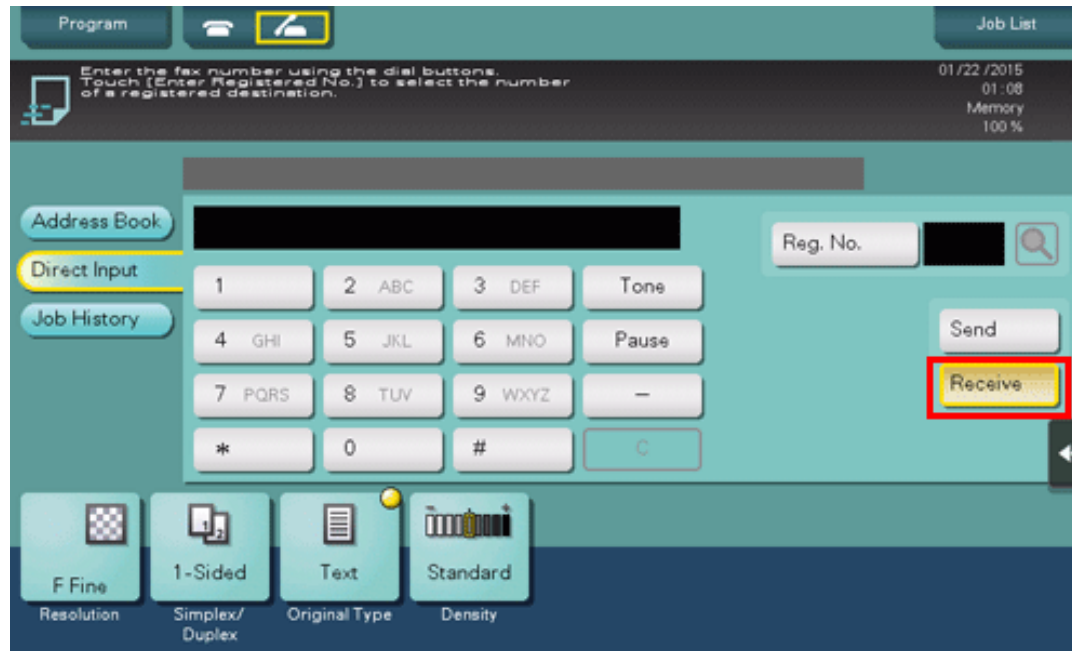 Program
Job List
Enter the fax number using the dial buttons.
Touch [Enter Registered No.] to select the number
of a registered destination.
01/22/2015
01:08
Memory
100 %
Address Book
Direct Input
Job History
Reg. No.
1
2 ABC
3 DEF
Tone
4 GHI
5 JKL
6 MNO
Pause
7 PQRS
8 TUV
9 WXYZ
-
*
0
#
C
Send
Receive
1 2
F Fine
1-Sided
Text
Standard
Resolution
Simplex/
Duplex
Original Type
Density